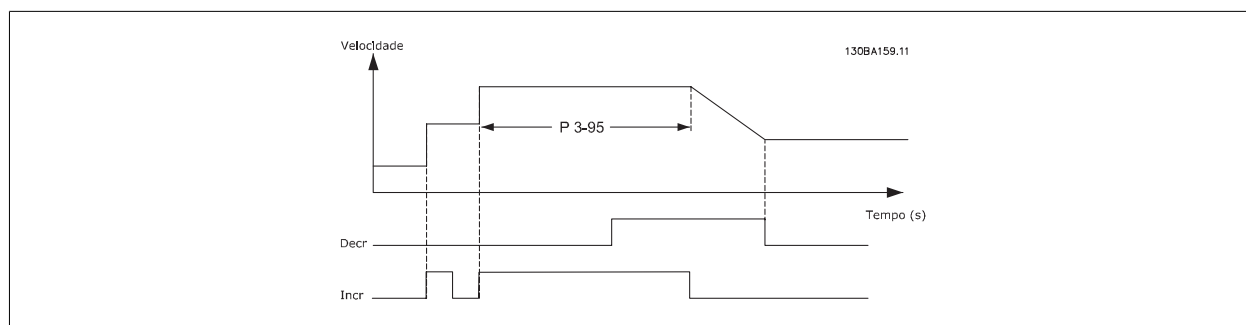 Velocidade
130BA159.11
P 3-95
Tempo (s)
Decr
Incr